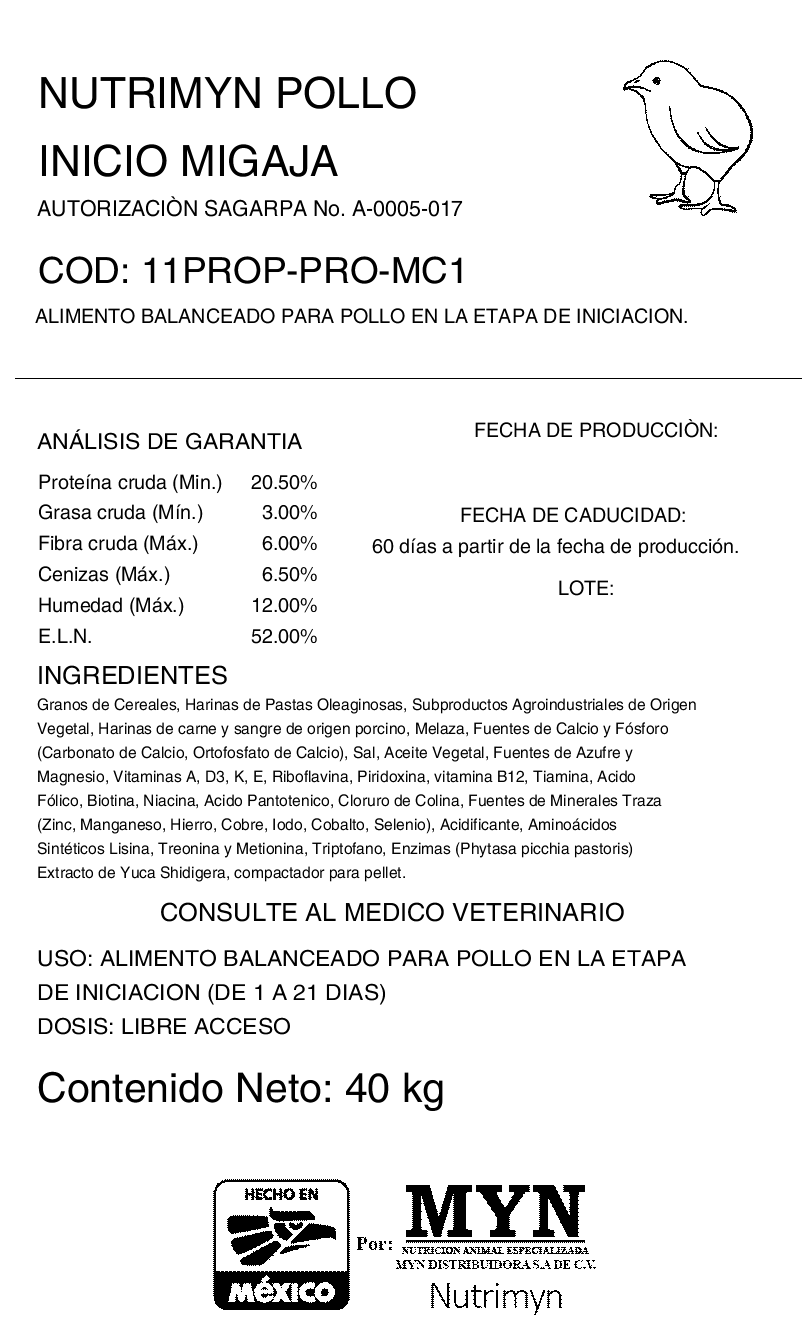 NUTRIMYN POLLO
INICIO MIGAJA
AUTORIZACIÒN SAGARPA No. A-0005-017
COD: 11PROP-PRO-MC1
ALIMENTO BALANCEADO PARA POLLO EN LA ETAPA DE INICIACION.
ANÁLISIS DE GARANTIA
Proteína cruda (Min.) 20.50%
Grasa cruda (Mín.) 3.00%
Fibra cruda (Máx.) 6.00%
Cenizas (Máx.) 6.50%
Humedad (Máx.) 12.00%
E.L.N. 52.00%
FECHA DE PRODUCCIÒN:
FECHA DE CADUCIDAD:
60 días a partir de la fecha de producción.
LOTE:
INGREDIENTES
Granos de Cereales, Harinas de Pastas Oleaginosas, Subproductos Agroindustriales de Origen
Vegetal, Harinas de carne y sangre de origen porcino, Melaza, Fuentes de Calcio y Fósforo
(Carbonato de Calcio, Ortofosfato de Calcio), Sal, Aceite Vegetal, Fuentes de Azufre y
Magnesio, Vitaminas A, D3, K, E, Riboflavina, Piridoxina, vitamina B12, Tiamina, Acido
Fólico, Biotina, Niacina, Acido Pantotenico, Cloruro de Colina, Fuentes de Minerales Traza
(Zinc, Manganeso, Hierro, Cobre, Iodo, Cobalto, Selenio), Acidificante, Aminoácidos
Sintéticos Lisina, Treonina y Metionina, Triptofano, Enzimas (Phytasa picchia pastoris)
Extracto de Yuca Shidigera, compactador para pellet.
CONSULTE AL MEDICO VETERINARIO
USO: ALIMENTO BALANCEADO PARA POLLO EN LA ETAPA
DE INICIACION (DE 1 A 21 DIAS)
DOSIS: LIBRE ACCESO
Contenido Neto: 40 kg
HECHO EN
MéXICO
Por:
MYN
NUTRICION ANIMAL ESPECIALIZADA
MYN DISTRIBUIDORA S.A DE C.V.
Nutrimyn